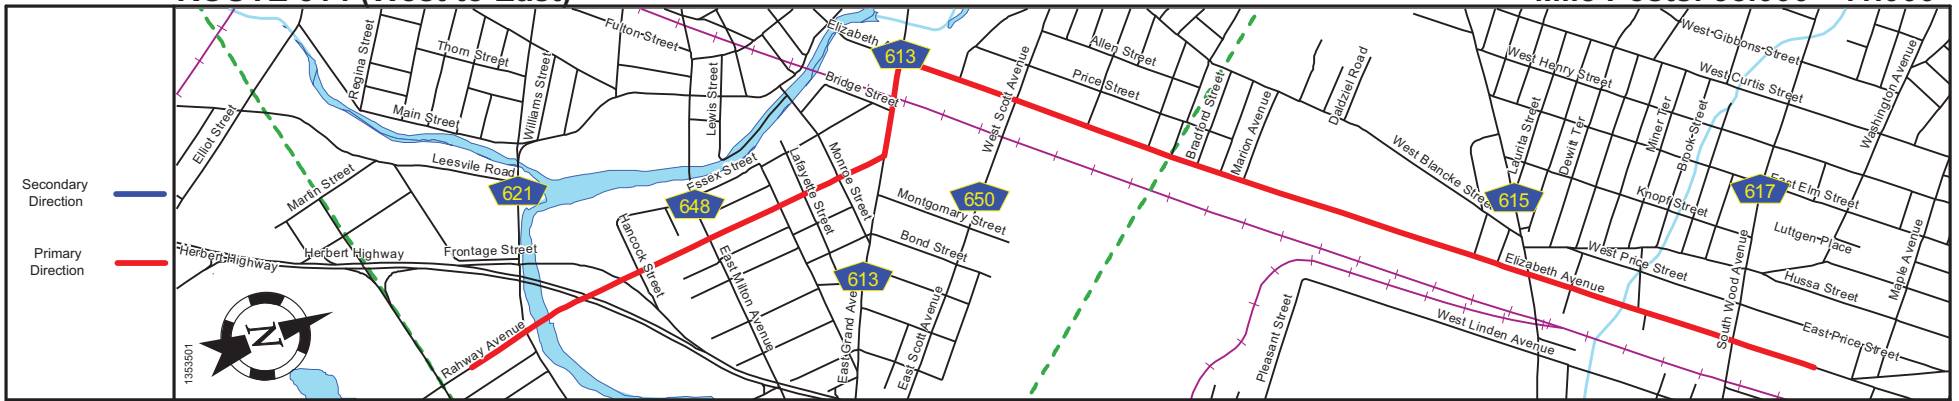 Secondary
Direction
Primary
Direction
1353501
N
Elliot Street
Regina Street
Thorn Street
Main Street
Williams Street
Fulton Street
Lewis Street
Leesville Road
Martin Street
Herbert Highway
Herbert Highway
Frontage Street
Rahway Avenue
621
648
Essex Street
Hancock Street
East Milton Avenue
Lafayette Street
Monroe Street
Bridge Street
613
613
East Grand Ave
East Scott Avenue
Montgomary Street
Bond Street
650
West Scott Avenue
Allen Street
Price Street
Bradford Street
Marion Avenue
Daldziel Road
West Blancke Street
Pleasant Street
West Linden Avenue
Elizabeth Avenue
615
Laurita Street
Dewitt Ter
Miner Ter
Brook Street
West Henry Street
West Gibbons Street
West Curtis Street
Washington Avenue
Knopf Street
617
East Elm Street
Luttgen Place
West Price Street
South Wood Avenue
Hussa Street
Maple Avenue
East Price Street